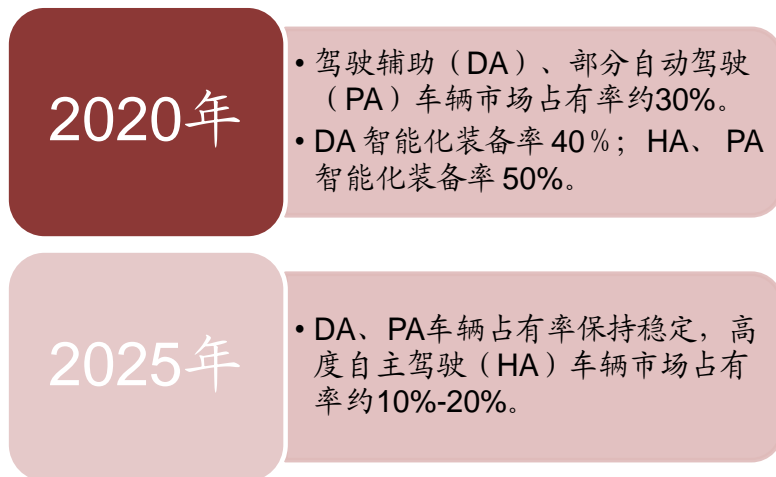 2020年
• 驾驶辅助（DA）、部分自动驾驶
（PA）车辆市场占有率约30%。
• DA 智能化装备率 40％；HA、 PA
智能化装备率 50%。
2025年
• DA、PA车辆占有率保持稳定，高
度自主驾驶（HA）车辆市场占有
率约10%-20%。